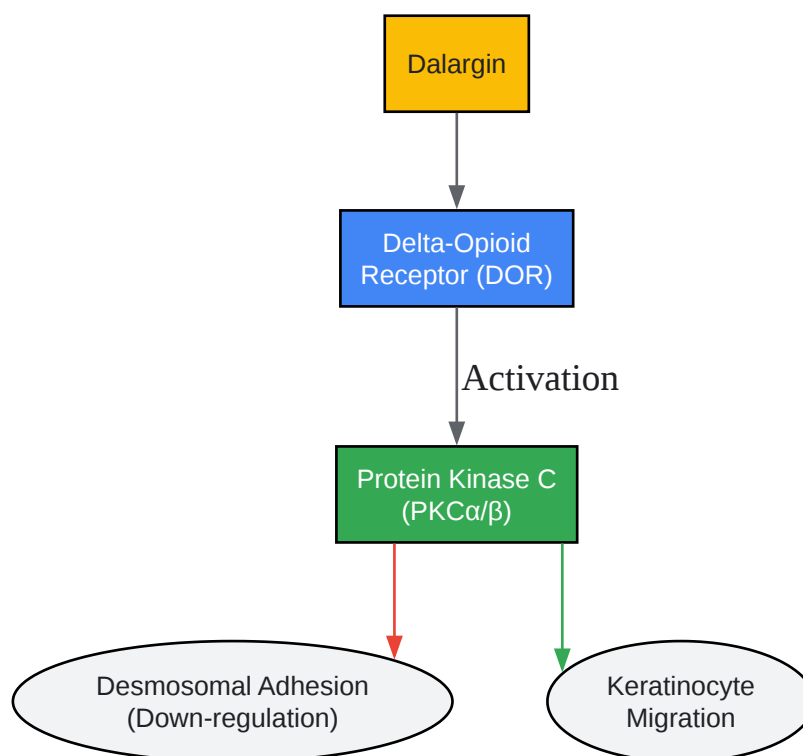 Dalargin
Delta-Opioid
Receptor (DOR)
Activation
Protein Kinase C
(PKCα/β)
Desmosomal Adhesion
(Down-regulation)
Keratinocyte
Migration